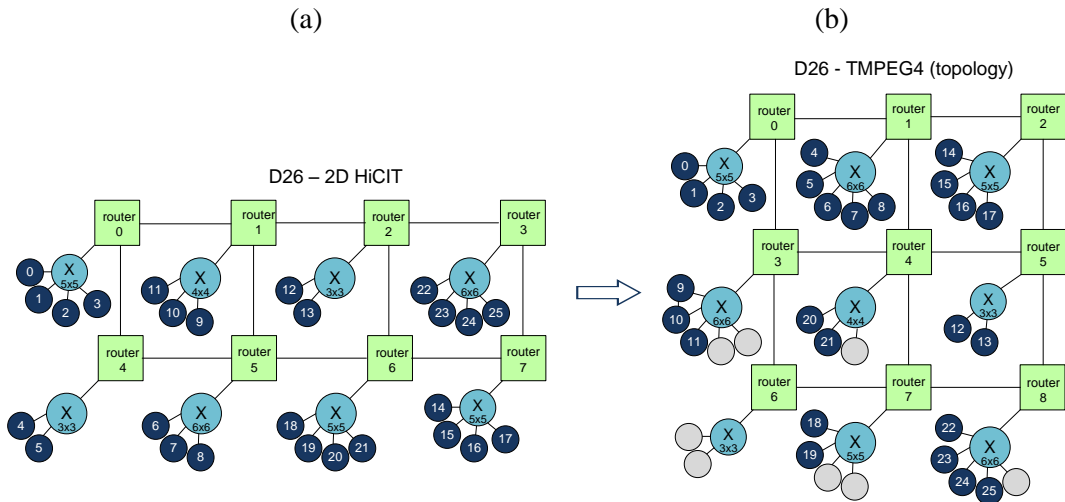 (a)
(b)
D26 – 2D HiCIT
router
0
router
1
router
2
router
3
X
5x5
0
1
2
3
X
4x4
11
10
9
X
3x3
12
13
X
6x6
22
23
24
25
router
4
router
5
router
6
router
7
X
3x3
4
5
X
6x6
6
7
8
X
5x5
18
19
20
21
X
5x5
14
15
16
17
D26 - TMPEG4 (topology)
router
0
router
1
router
2
X
5x5
0
1
2
3
X
6x6
4
5
6
7
8
X
5x5
14
15
16
17
router
3
router
4
router
5
X
6x6
9
10
11
X
4x4
20
21
X
3x3
12
13
router
6
router
7
router
8
X
3x3
X
5x5
18
19
X
6x6
22
23
24
25